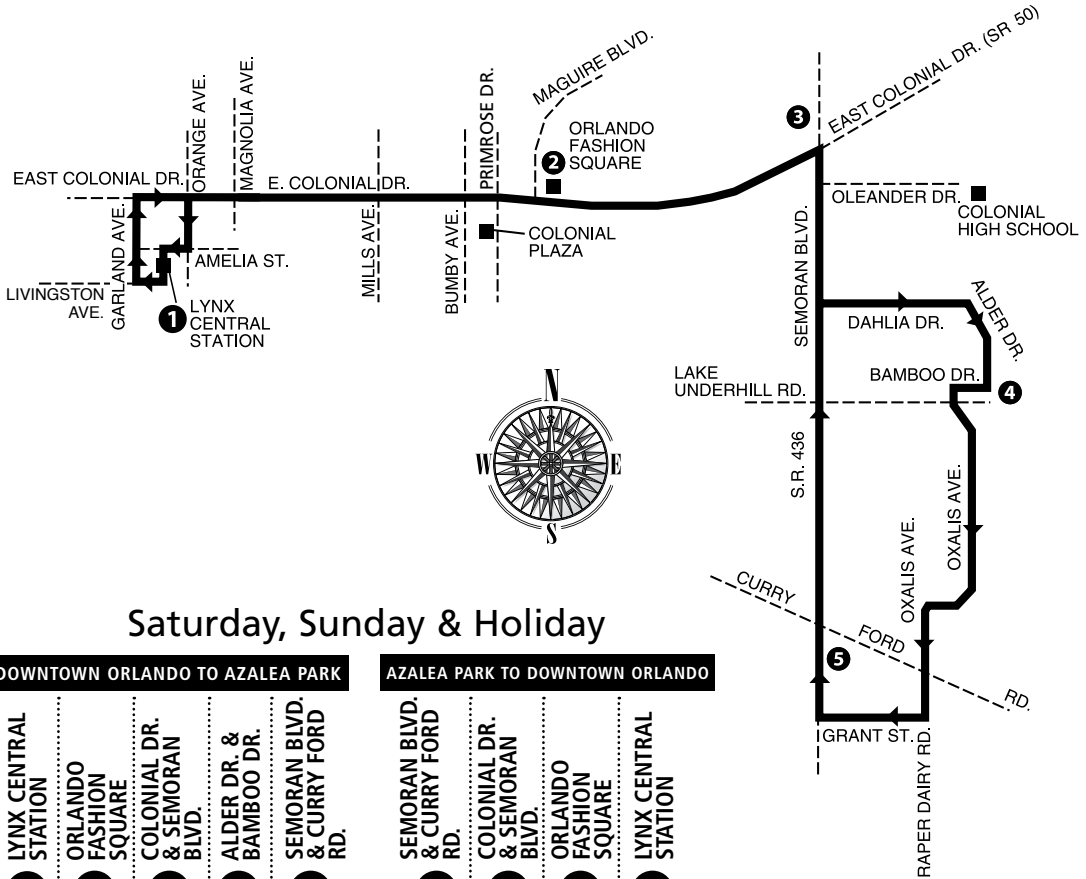 MAGUIRE BLVD.
EAST COLONIAL DR. (SR 50)
ORANGE AVE.
MAGNOLIA AVE.
PRIMROSE DR.
3
2
ORLANDO
FASHION
SQUARE
EAST COLONIAL DR.
E. COLONIAL DR.
OLEANDER DR.
COLONIAL
HIGH SCHOOL
GARLAND AVE.
AMELIA ST.
MILLS AVE.
BUMBY AVE.
COLONIAL
PLAZA
SEMORAN BLVD.
LIVINGSTON
AVE.
1
LYNX
CENTRAL
STATION
DAHLIA DR.
ALDER DR.
LAKE
UNDERHILL RD.
BAMBOO DR.
4
N
W
E
S
S.R. 436
OXALIS AVE.
OXALIS AVE.
CURRY
FORD
RD.
5
GRANT ST.
RAPER DAIRY RD.
Saturday, Sunday & Holiday
DOWNTOWN ORLANDO TO AZALEA PARK
LYNX CENTRAL
STATION
ORLANDO
FASHION
SQUARE
COLONIAL DR.
& SEMORAN
BLVD.
ALDER DR. &
BAMBOO DR.
SEMORAN BLVD.
& CURRY FORD
RD.
AZALEA PARK TO DOWNTOWN ORLANDO
SEMORAN BLVD.
& CURRY FORD
RD.
COLONIAL DR.
& SEMORAN
BLVD.
ORLANDO
FASHION
SQUARE
LYNX CENTRAL
STATION